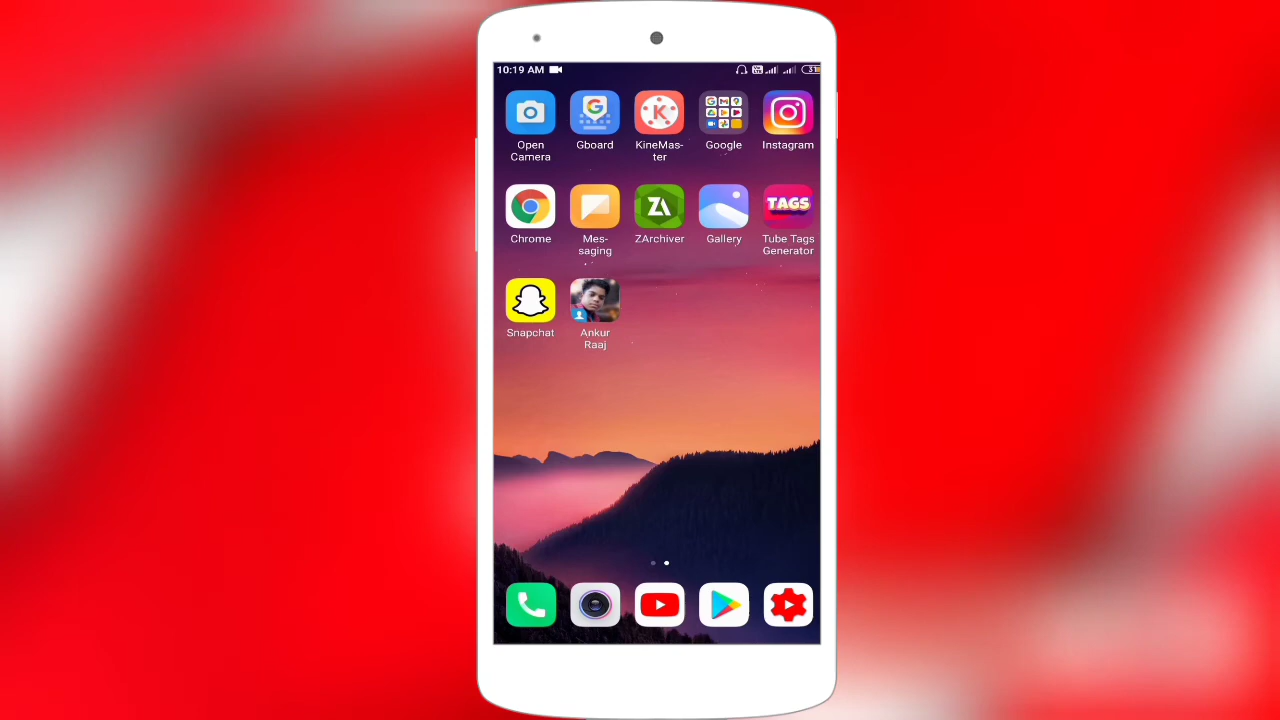 10:19 AM
31
Open
Camera
Gboard
KineMas-
ter
Google
Instagram
Chrome
Mes-
saging
ZArchiver
Gallery
TAGS
Tube Tags
Generator
Snapchat
Ankur
Raaj